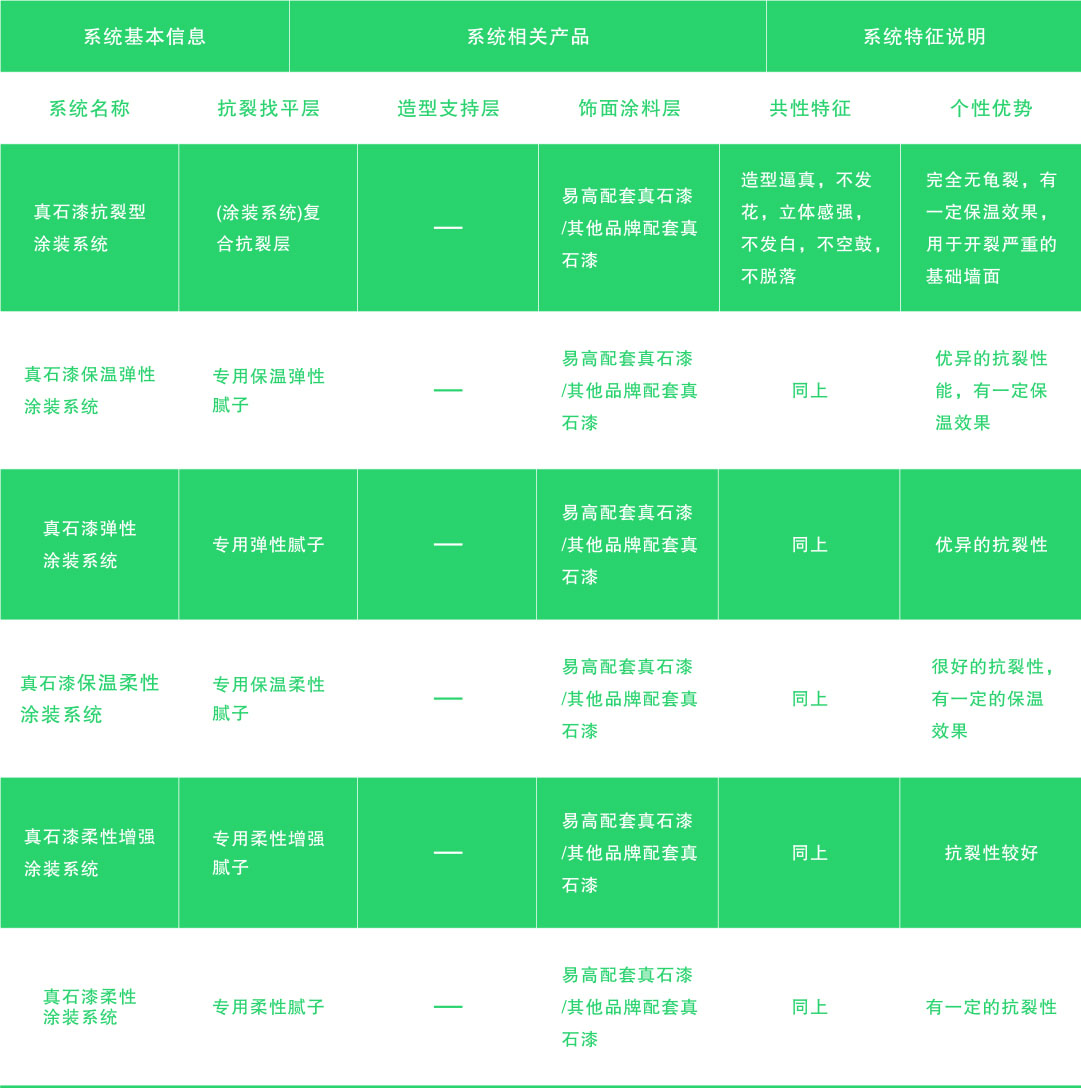 系统基本信息
系统相关产品
系统特征说明
系统名称
抗裂找平层
造型支持层
饰面涂料层
共性特征
个性优势
真石漆抗裂型
涂装系统
(涂装系统)复
合抗裂层
—
易高配套真石漆
/其他品牌配套真
石漆
造型逼真，不发
花，立体感强，
不发白，不空鼓，
不脱落
完全无龟裂，有
一定保温效果，
用于开裂严重的
基础墙面
真石漆保温弹性
涂装系统
专用保温弹性
腻子
—
易高配套真石漆
/其他品牌配套真
石漆
同上
优异的抗裂性
能，有一定保
温效果
真石漆弹性
涂装系统
专用弹性腻子
—
易高配套真石漆
/其他品牌配套真
石漆
同上
优异的抗裂性
真石漆保温柔性
涂装系统
专用保温柔性
腻子
—
易高配套真石漆
/其他品牌配套真
石漆
同上
很好的抗裂性，
有一定的保温
效果
真石漆柔性增强
涂装系统
专用柔性增强
腻子
—
易高配套真石漆
/其他品牌配套真
石漆
同上
抗裂性较好
真石漆柔性
涂装系统
专用柔性腻子
—
易高配套真石漆
/其他品牌配套真
石漆
同上
有一定的抗裂性